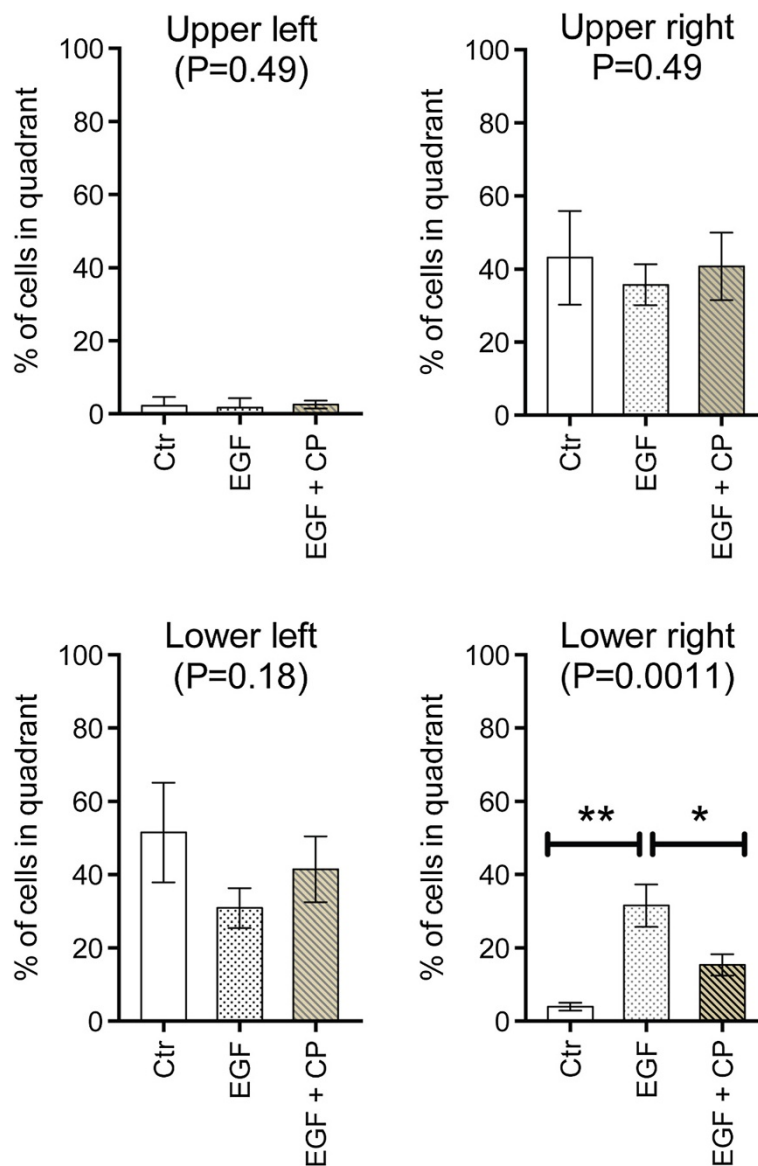 Upper left
(P=0.49)
% of cells in quadrant
100
80
60
40
20
0
Ctr
EGF
EGF + CP
Upper right
P=0.49
% of cells in quadrant
100
80
60
40
20
0
Ctr
EGF
EGF + CP
Lower left
(P=0.18)
% of cells in quadrant
100
80
60
40
20
0
Ctr
EGF
EGF + CP
Lower right
(P=0.0011)
% of cells in quadrant
100
80
60
40
20
0
** *
Ctr
EGF
EGF + CP